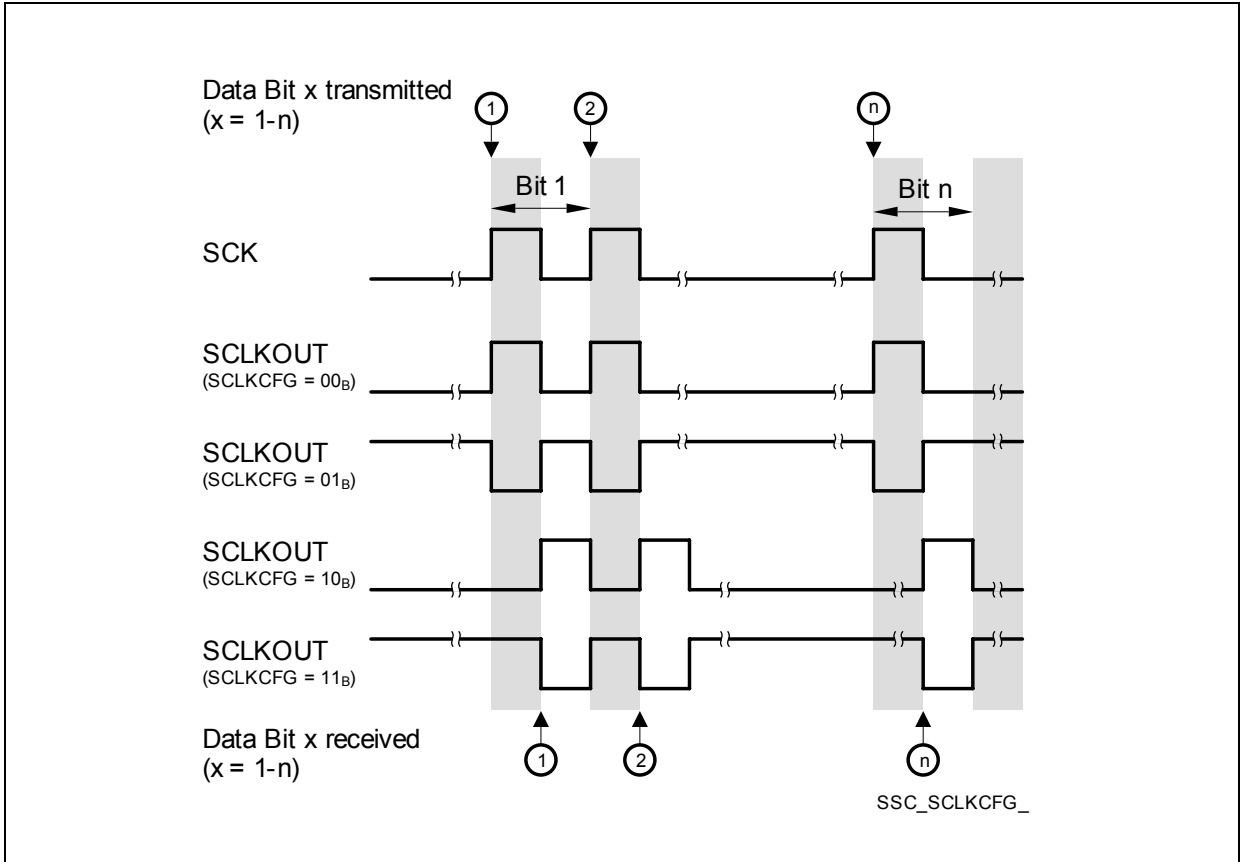 Data Bit x transmitted
(x = 1-n)
1
2
n
Bit 1
Bit n
SCK
SCLKOUT
(SCLKCFG = 00B)
SCLKOUT
(SCLKCFG = 01B)
SCLKOUT
(SCLKCFG = 10B)
SCLKOUT
(SCLKCFG = 11B)
Data Bit x received
(x = 1-n)
1
2
n
SSC_SCLKCFG_